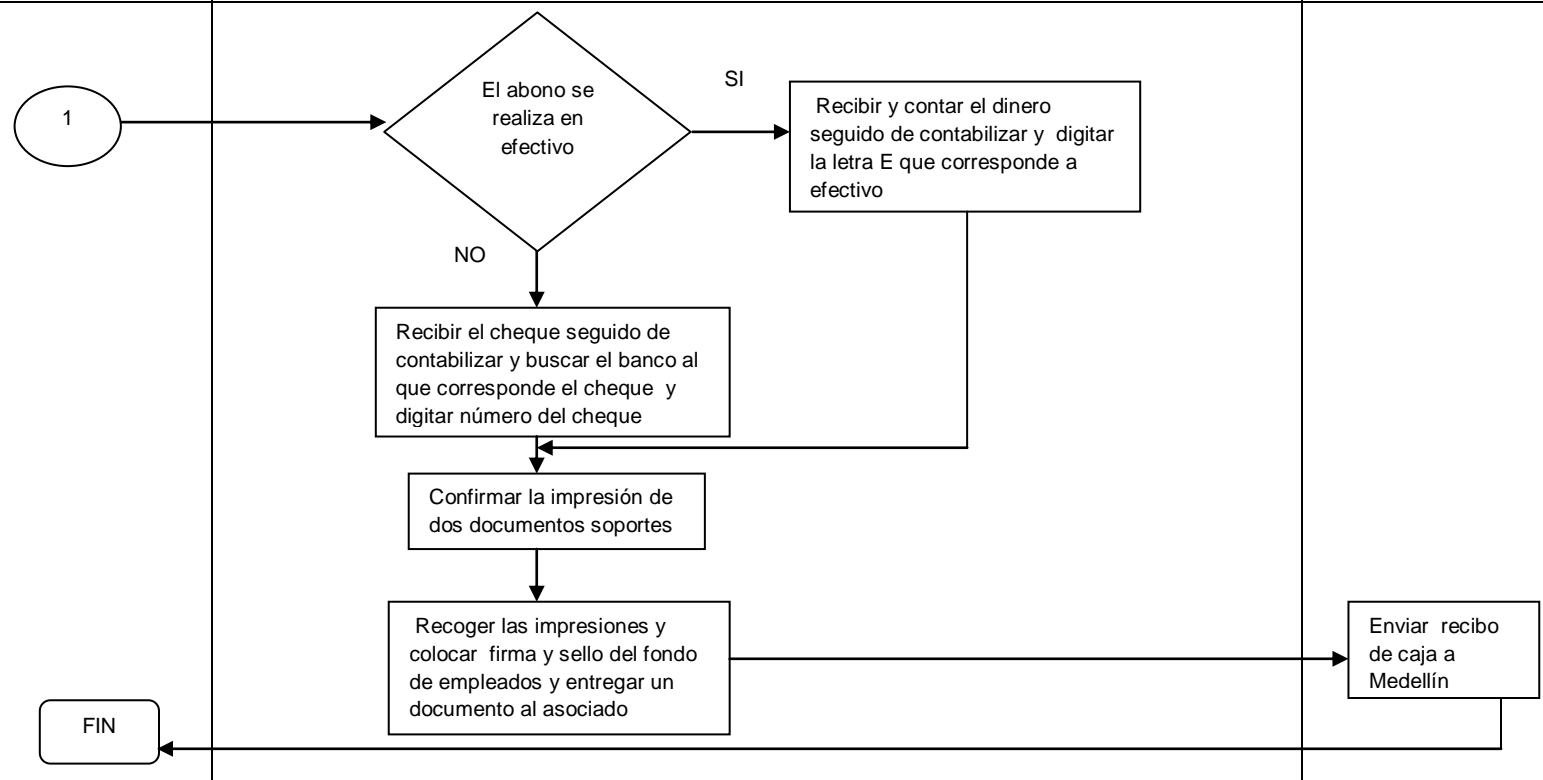 1
El abono se
realiza en
efectivo
SI
Recibir y contar el dinero
seguido de contabilizar y digitar
la letra E que corresponde a
efectivo
NO
Recibir el cheque seguido de
contabilizar y buscar el banco al
que corresponde el cheque y
digitar número del cheque
Confirmar la impresión de
dos documentos soportes
Recoger las impresiones y
colocar firma y sello del fondo
de empleados y entregar un
documento al asociado
Enviar recibo
de caja a
Medellín
FIN